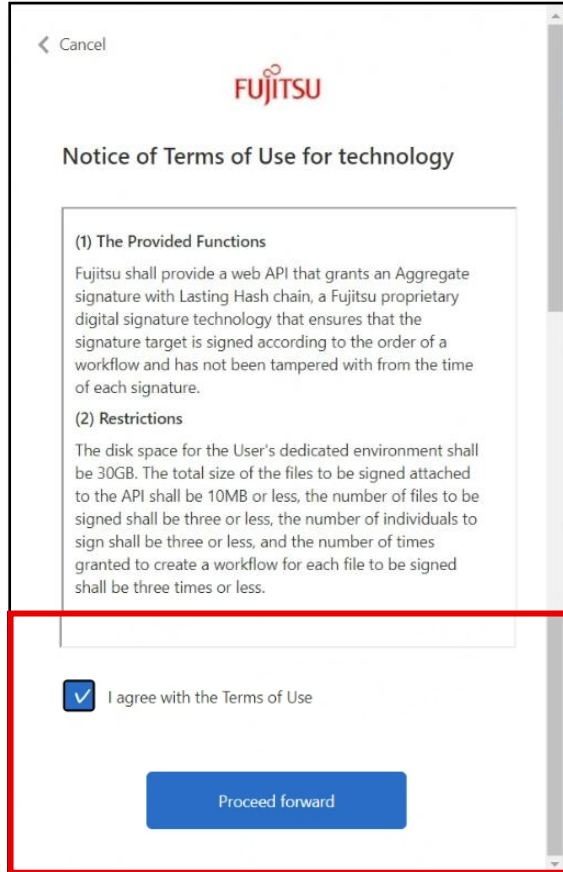 Cancel
FUJITSU
Notice of Terms of Use for technology
(1) The Provided Functions
Fujitsu shall provide a web API that grants an Aggregate
signature with Lasting Hash chain, a Fujitsu proprietary
digital signature technology that ensures that the
signature target is signed according to the order of a
workflow and has not been tampered with from the time
of each signature.
(2) Restrictions
The disk space for the User's dedicated environment shall
be 30GB. The total size of the files to be signed attached
to the API shall be 10MB or less, the number of files to be
signed shall be three or less, the number of individuals to
sign shall be three or less, and the number of times
granted to create a workflow for each file to be signed
shall be three times or less.
I agree with the Terms of Use
Proceed forward